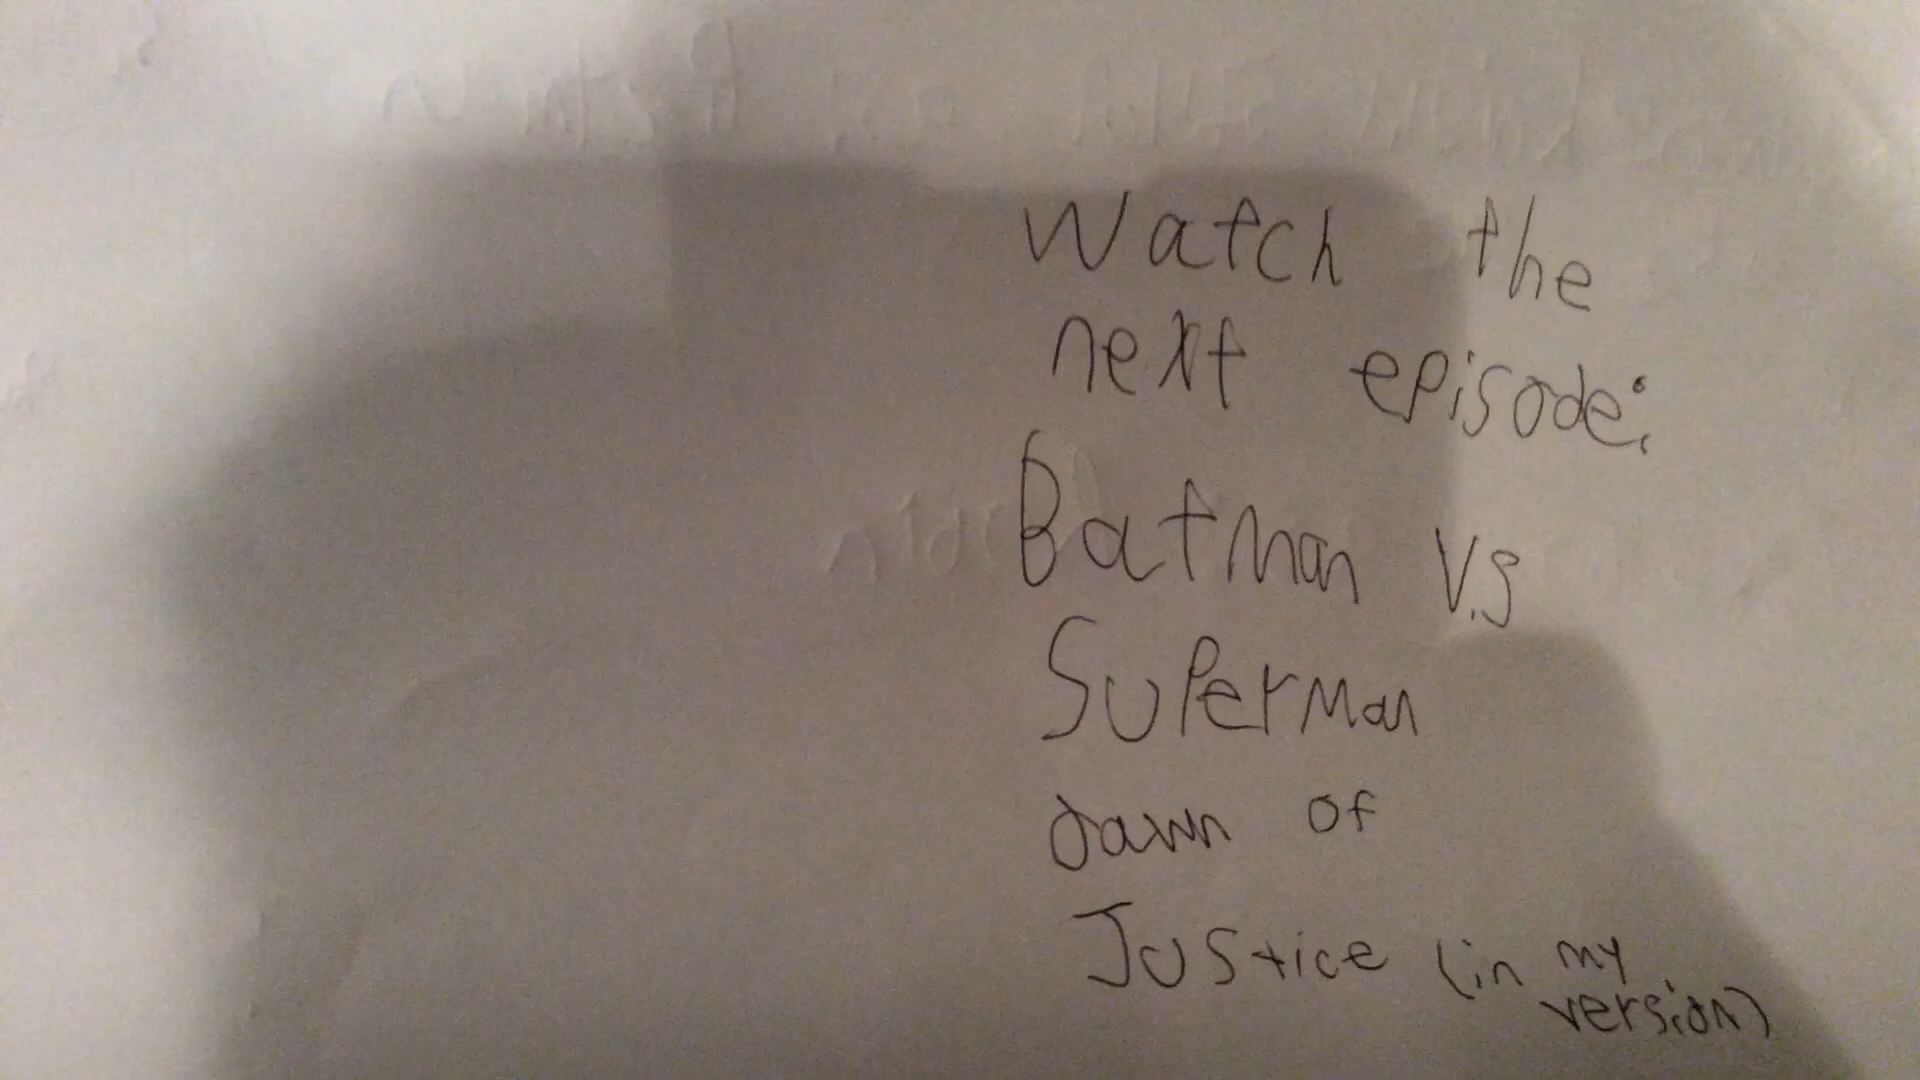 Watch the
next episode:
Batman V.S
Superman
dawn of
Justice (in my
version)